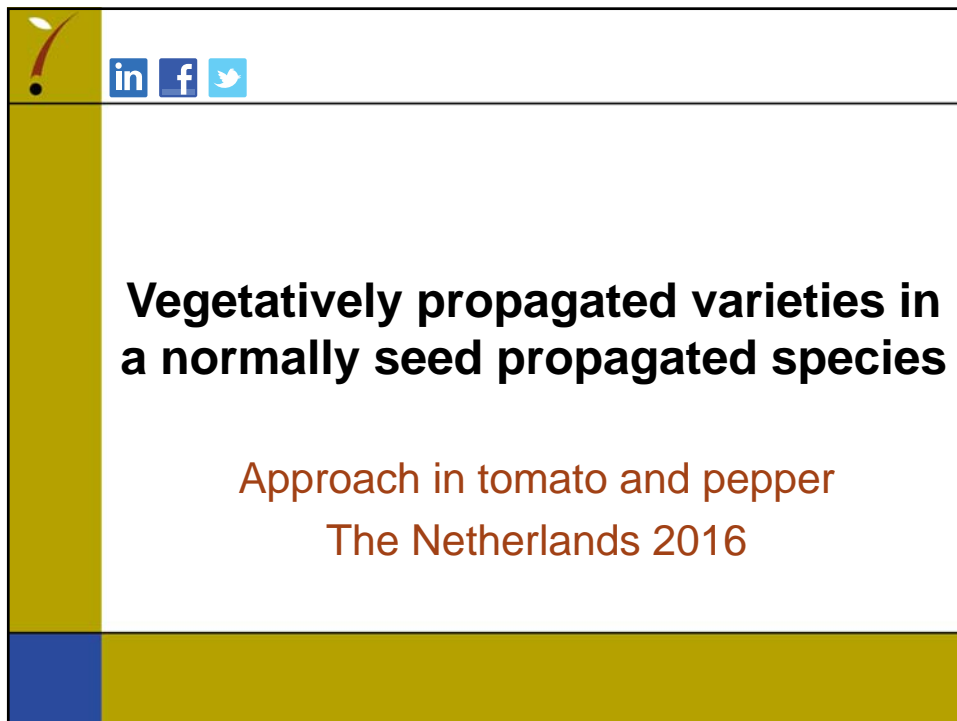 in f
Vegetatively propagated varieties in
a normally seed propagated species
Approach in tomato and pepper
The Netherlands 2016